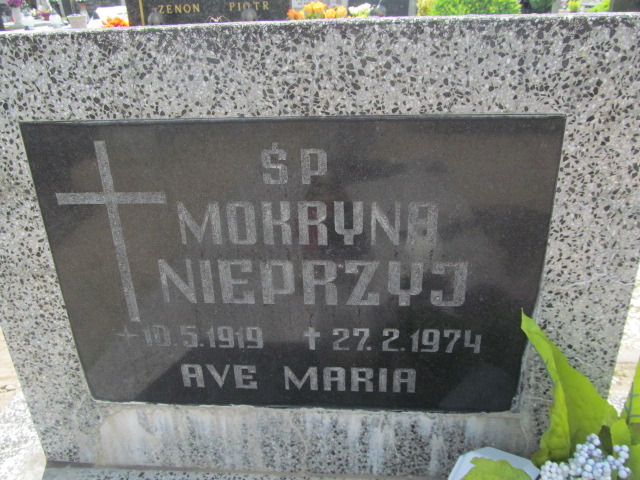 ZENON PIOTR
ŚP
MOKRYNA
NIEPRZYJ
+ 10.5.1919 + 27.2.1974
AVE MARIA